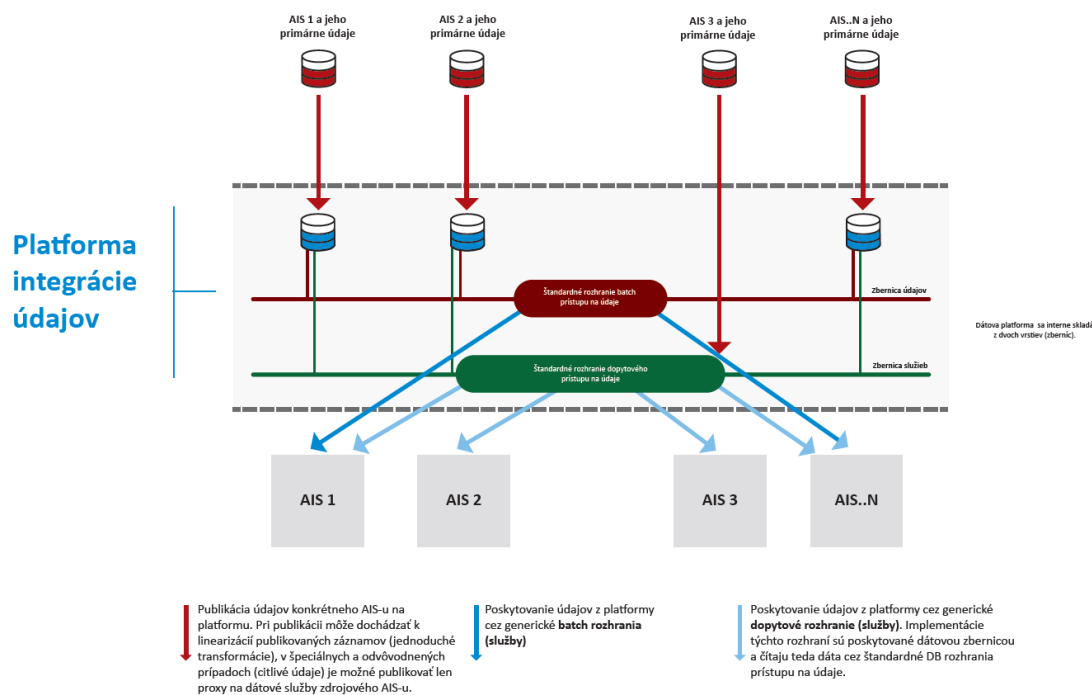 AIS 1 a jeho
primárne údaje
AIS 2 a jeho
primárne údaje
AIS 3 a jeho
primárne údaje
AIS..N a jeho
primárne údaje
Platforma
integrácie
údajov
Štandardné rozhranie batch
prístupu na údaje
Zbernica údajov
Dátova platforma sa interne skladá
z dvoch vrstiev (zberníc).
Štandardné rozhranie dopytového
prístupu na údaje
Zbernica služieb
AIS 1
AIS 2
AIS 3
AIS..N
Publikácia údajov konkrétneho AIS-u na
platformu. Pri publikácii môže dochádzať k
linearizácií publikovaných záznamov (jednoduché
transformácie), v špeciálnych a odvôvodnených
prípadoch (citlivé údaje) je možné publikovať len
proxy na dátové služby zdrojového AIS-u.
Poskytovanie údajov z platformy
cez generické batch rozhrania
(služby)
Poskytovanie údajov z platformy cez generické
dopytové rozhranie (služby). Implementácie
týchto rozhraní sú poskytované dátovou zbernicou
a čítaju teda dáta cez štandardné DB rozhrania
prístupu na údaje.